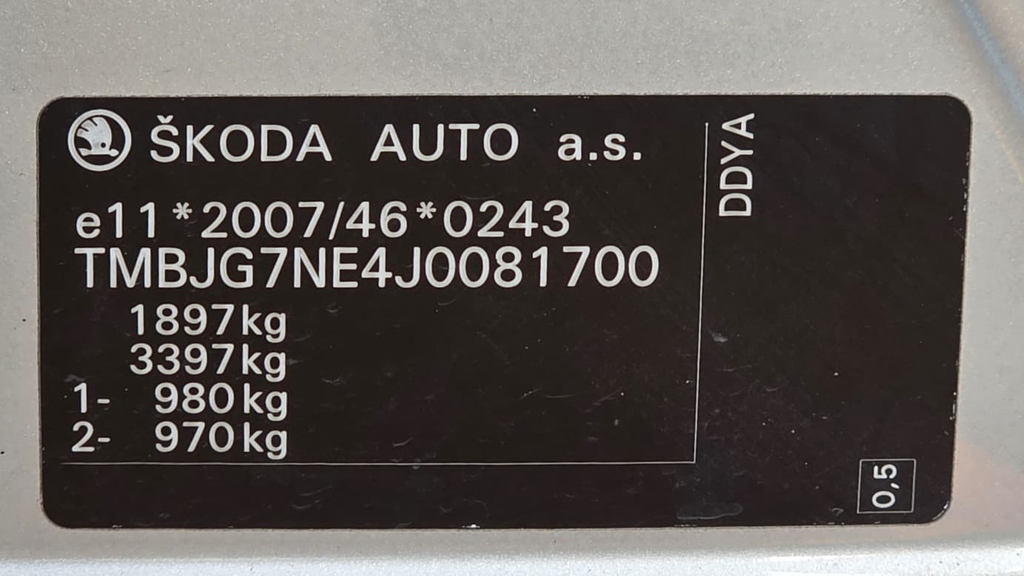 ŠKODA AUTO a.s.
e11*2007/46*0243
TMBJG7NE4J0081700
1897kg
3397kg
1- 980kg
2- 970kg
DDYA
0,5